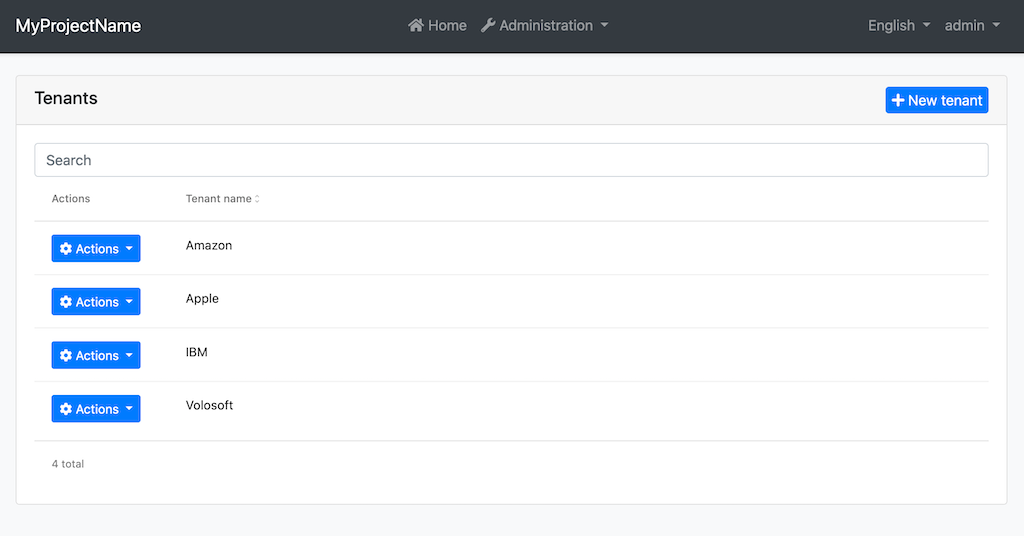 MyProjectName Home Administration English admin
Tenants New tenant
Search
Actions Tenant name
Actions Amazon
Actions Apple
Actions IBM
Actions Volosoft
4 total